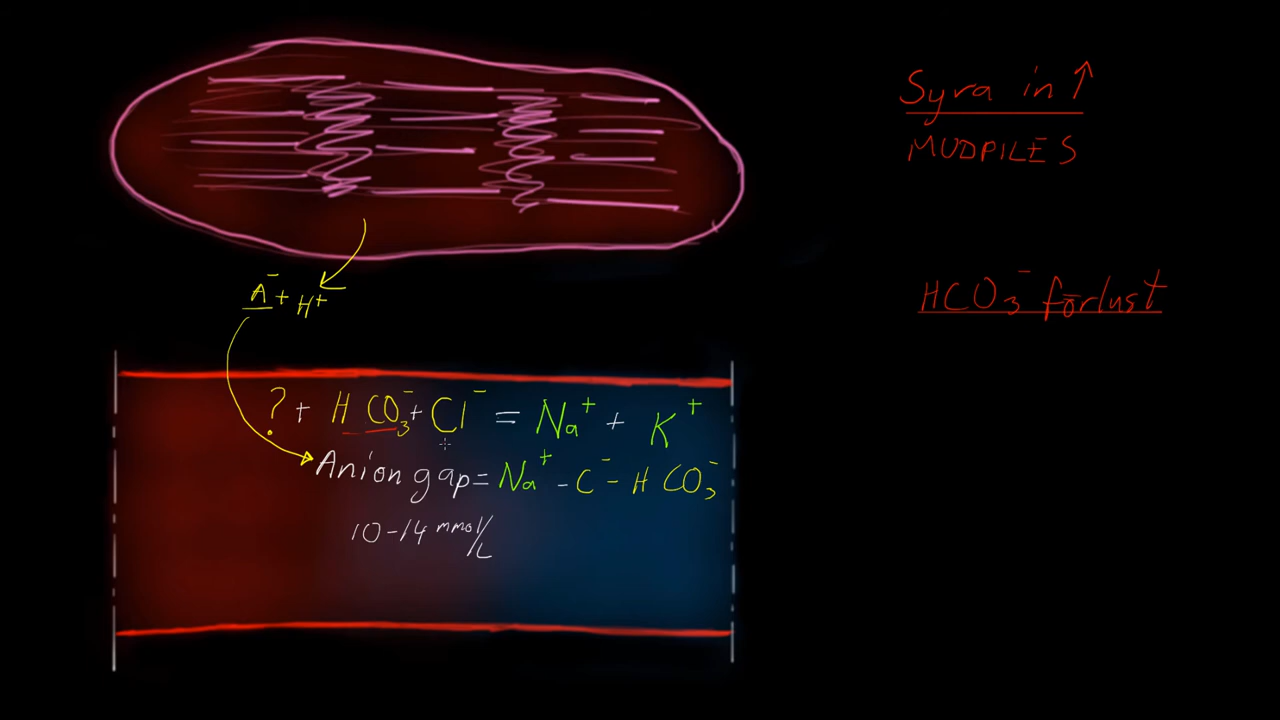 Syra in ↑
MUDPILES
A⁻ + H⁺
HCO₃⁻ förlust
? + HCO₃⁻ + Cl⁻ = Na⁺ + K⁺
Anion gap = Na⁺ - C⁻ - HCO₃⁻
10-14 mmol/L